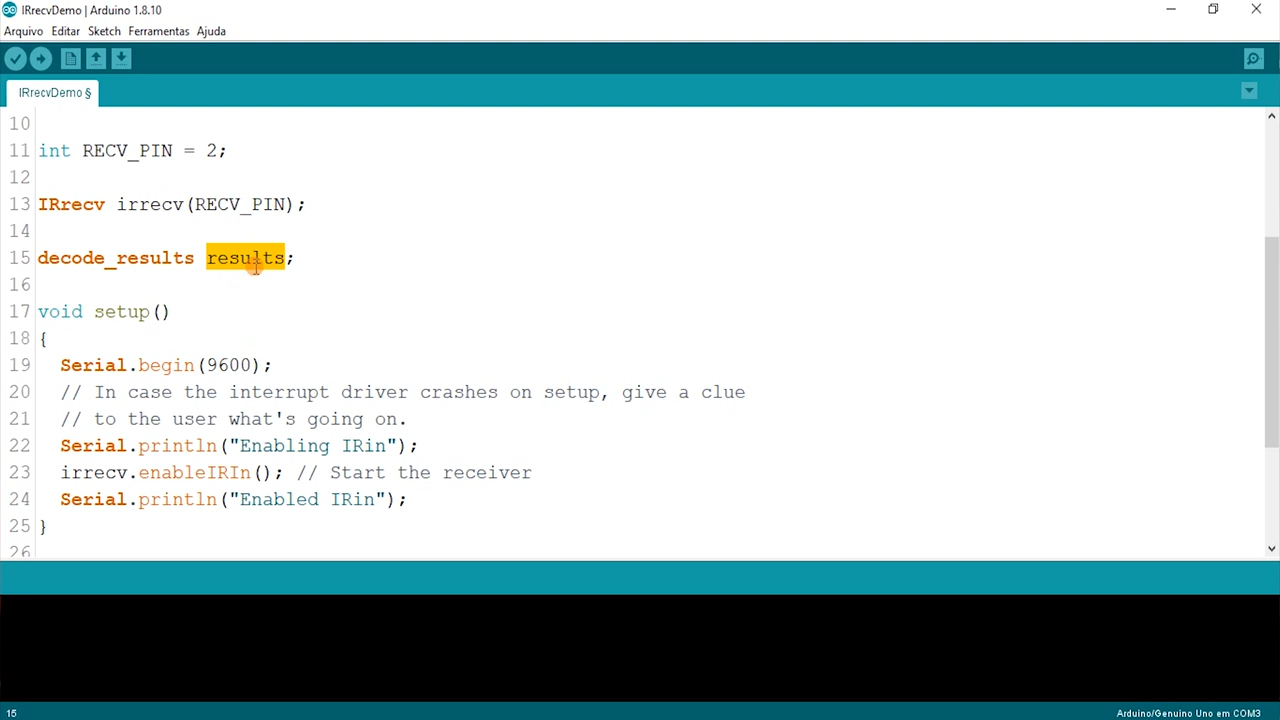 IRrecvDemo | Arduino 1.8.10
Arquivo Editar Sketch Ferramentas Ajuda
IRrecvDemo §
10
11 int RECV_PIN = 2;
12
13 IRrecv irrecv(RECV_PIN);
14
15 decode_results results;
16
17 void setup()
18 {
19 Serial.begin(9600);
20 // In case the interrupt driver crashes on setup, give a clue
21 // to the user what's going on.
22 Serial.println("Enabling IRin");
23 irrecv.enableIRIn(); // Start the receiver
24 Serial.println("Enabled IRin");
25 }
26
15 Arduino/Genuino Uno em COM3